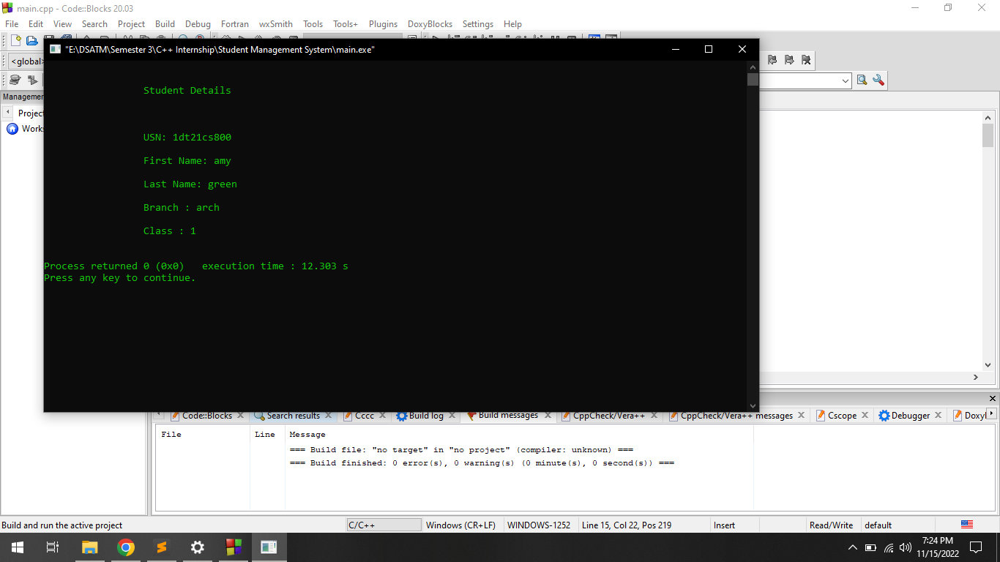 main.cpp - Code::Blocks 20.03
File Edit View Search Project Build Debug Fortran wxSmith Tools Tools+ Plugins DoxyBlocks Settings Help
"E:\DSATM\Semester 3\C++ Internship\Student Management System\main.exe"
<global>
Student Details
USN: 1dt21cs800
First Name: amy
Last Name: green
Branch : arch
Class : 1
Process returned 0 (0x0)   execution time : 12.303 s
Press any key to continue.
Code::Blocks Search results Cccc Build log Build messages CppCheck/Vera++ CppCheck/Vera++ messages Cscope Debugger
File Line Message
=== Build file: "no target" in "no project" (compiler: unknown) ===
=== Build finished: 0 error(s), 0 warning(s) (0 minute(s), 0 second(s)) ===
Build and run the active project C/C++ Windows (CR+LF) WINDOWS-1252 Line 15, Col 22, Pos 219 Insert Read/Write default
7:24 PM
11/15/2022